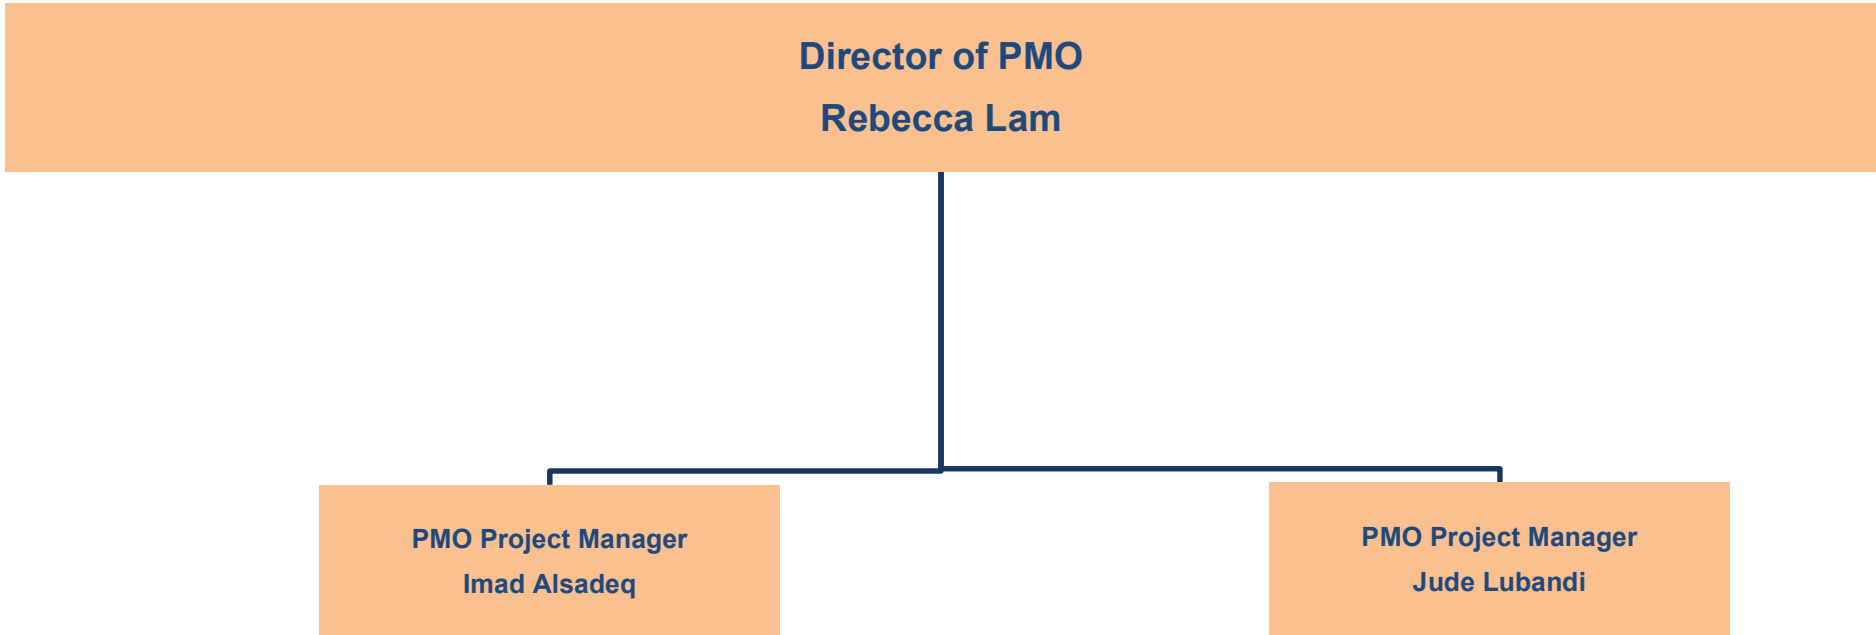 Director of PMO
Rebecca Lam
PMO Project Manager
Imad Alsadeq
PMO Project Manager
Jude Lubandi